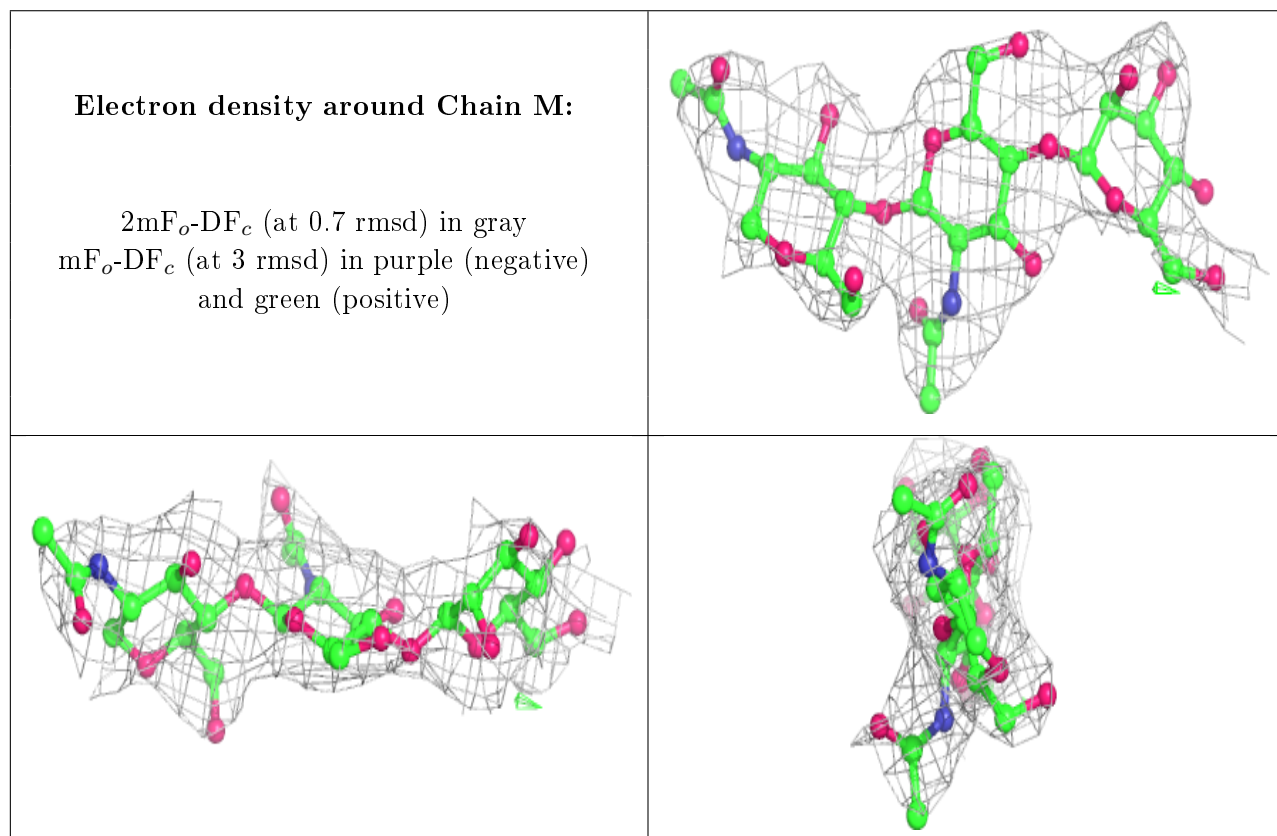 Electron density around Chain M:
2mFo-DFc (at 0.7 rmsd) in gray
mFo-DFc (at 3 rmsd) in purple (negative)
and green (positive)